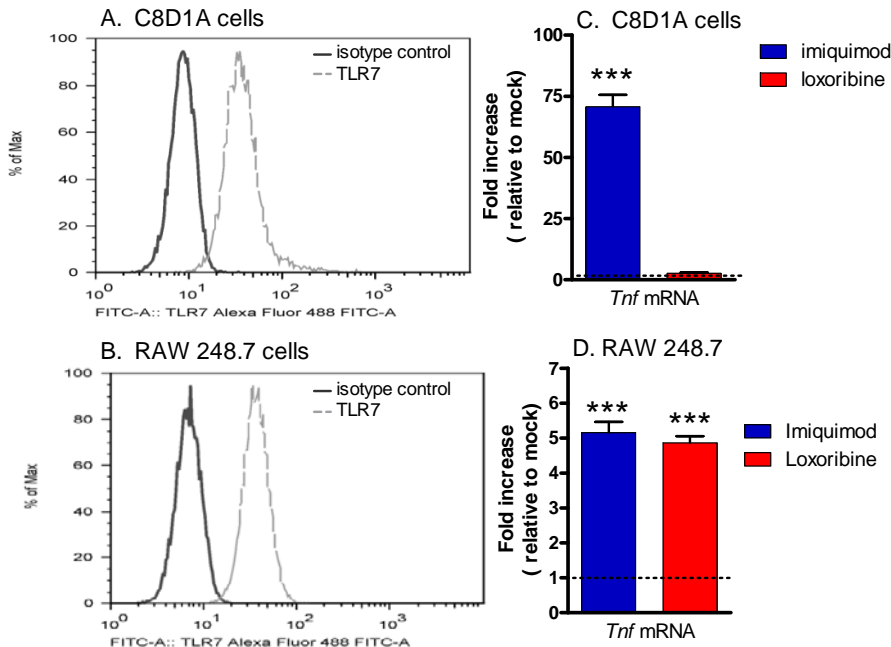 A. C8D1A cells
100
80
60
40
20
0
% of Max
isotype control
TLR7
10⁰ 10¹ 10² 10³
FITC-A:: TLR7 Alexa Fluor 488 FITC-A
C. C8D1A cells
imiquimod
loxoribine
100
75
50
25
0
Fold increase
( relative to mock)
***
Tnf mRNA
B. RAW 248.7 cells
100
80
60
40
20
0
% of Max
isotype control
TLR7
10⁰ 10¹ 10² 10³
FITC-A:: TLR7 Alexa Fluor 488 FITC-A
D. RAW 248.7
Imiquimod
Loxoribine
7
6
5
4
3
2
1
0
Fold increase
( relative to mock)
*** ***
Tnf mRNA